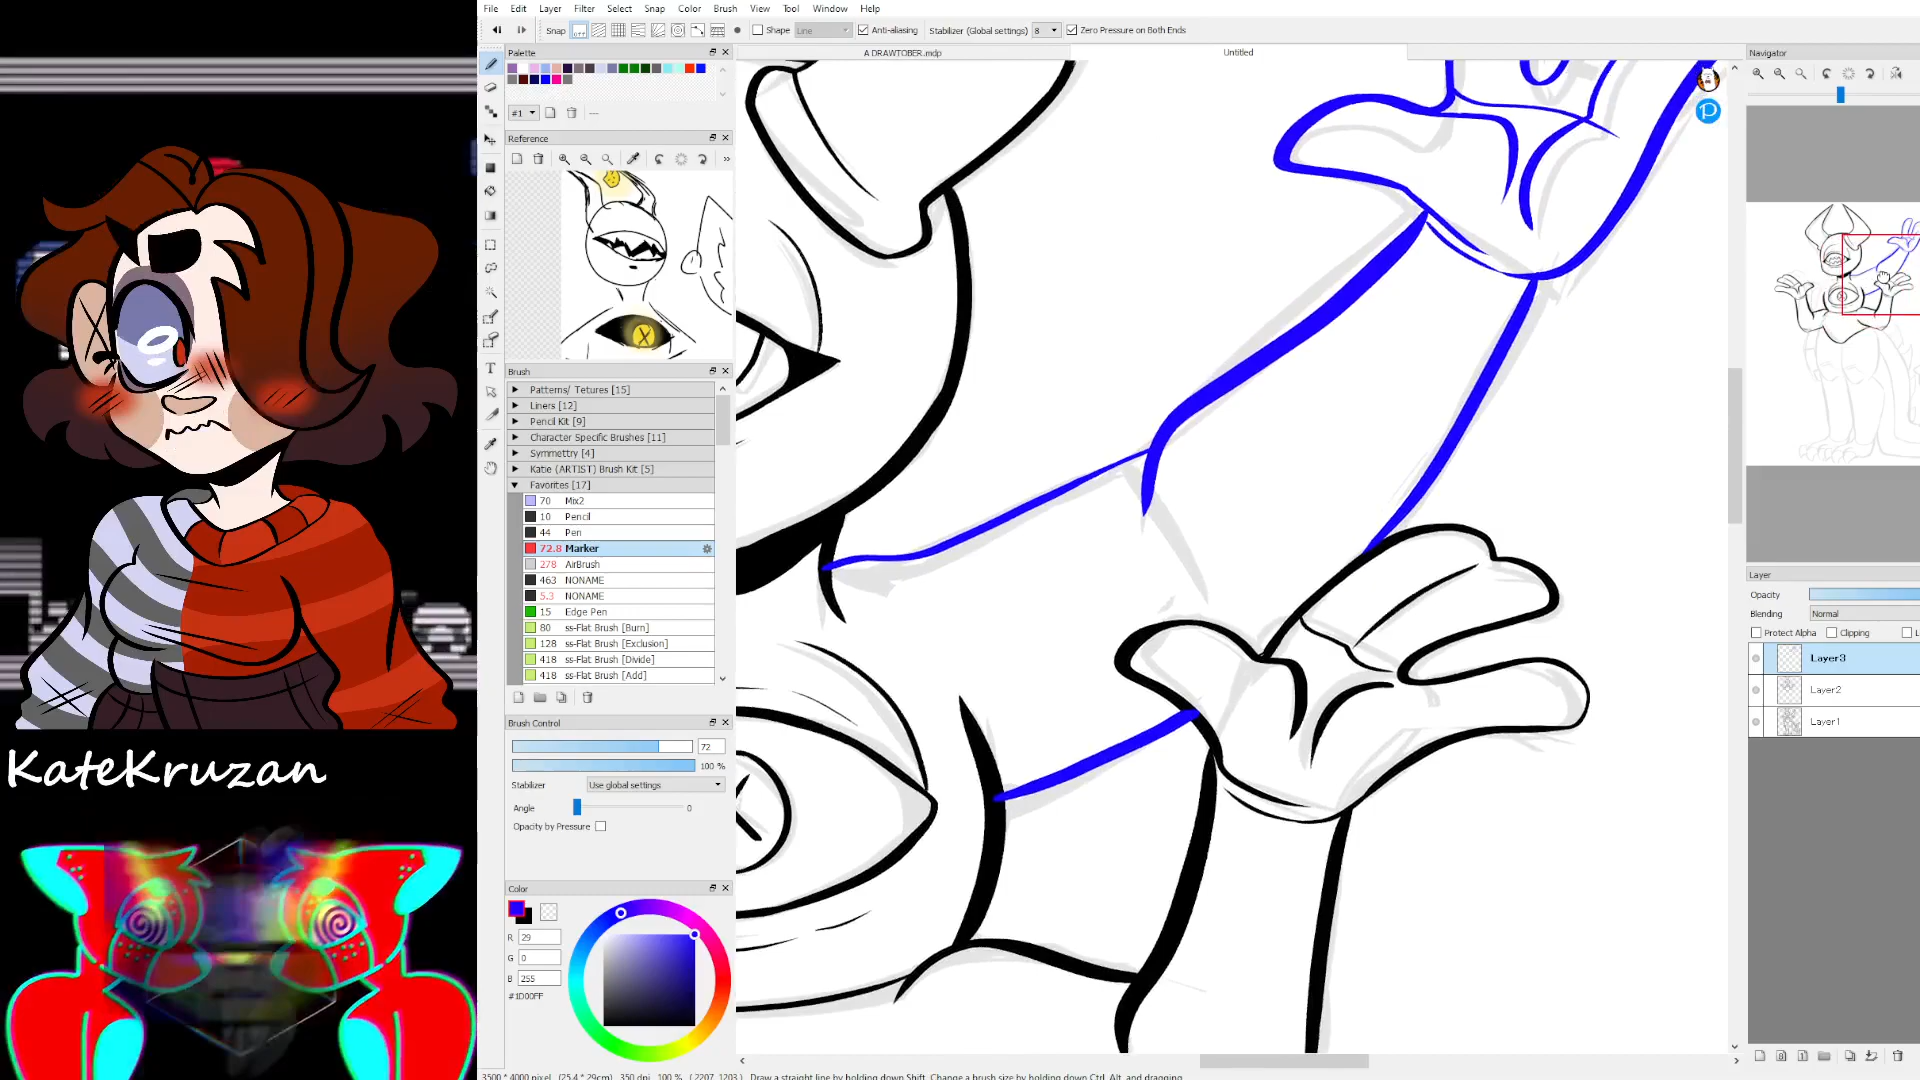 File Edit Layer Filter Select Snap Color Brush View Tool Window Help
Snap off Shape Line Anti-aliasing Stabilizer (Global settings) 8 Zero Pressure on Both Ends
Palette
A DRAWTOBER.mdp
Untitled
Navigator
#1
---
Reference
Brush
Patterns/ Tetures [15]
Liners [12]
Pencil Kit [9]
Character Specific Brushes [11]
Symmetry [4]
Katie (ARTIST) Brush Kit [5]
Favorites [17]
70 Mix2
10 Pencil
44 Pen
72.8 Marker
278 AirBrush
463 NONAME
5.3 NONAME
15 Edge Pen
80 ss-Flat Brush [Burn]
128 ss-Flat Brush [Exclusion]
418 ss-Flat Brush [Divide]
418 ss-Flat Brush [Add]
Brush Control
72
100 %
Stabilizer Use global settings
Angle 0
Opacity by Pressure
Color
R 29
G 0
B 255
#1D00FF
KateKruzan
Layer
Opacity
Blending Normal
Protect Alpha Clipping L
Layer3
Layer2
Layer1
3500 * 4000 pixel (25.4 * 29cm) 350 dpi 100 % ( 2207, 1203 ) Draw a straight line by holding down Shift, Change a brush size by holding down Ctrl, Alt, and dragging